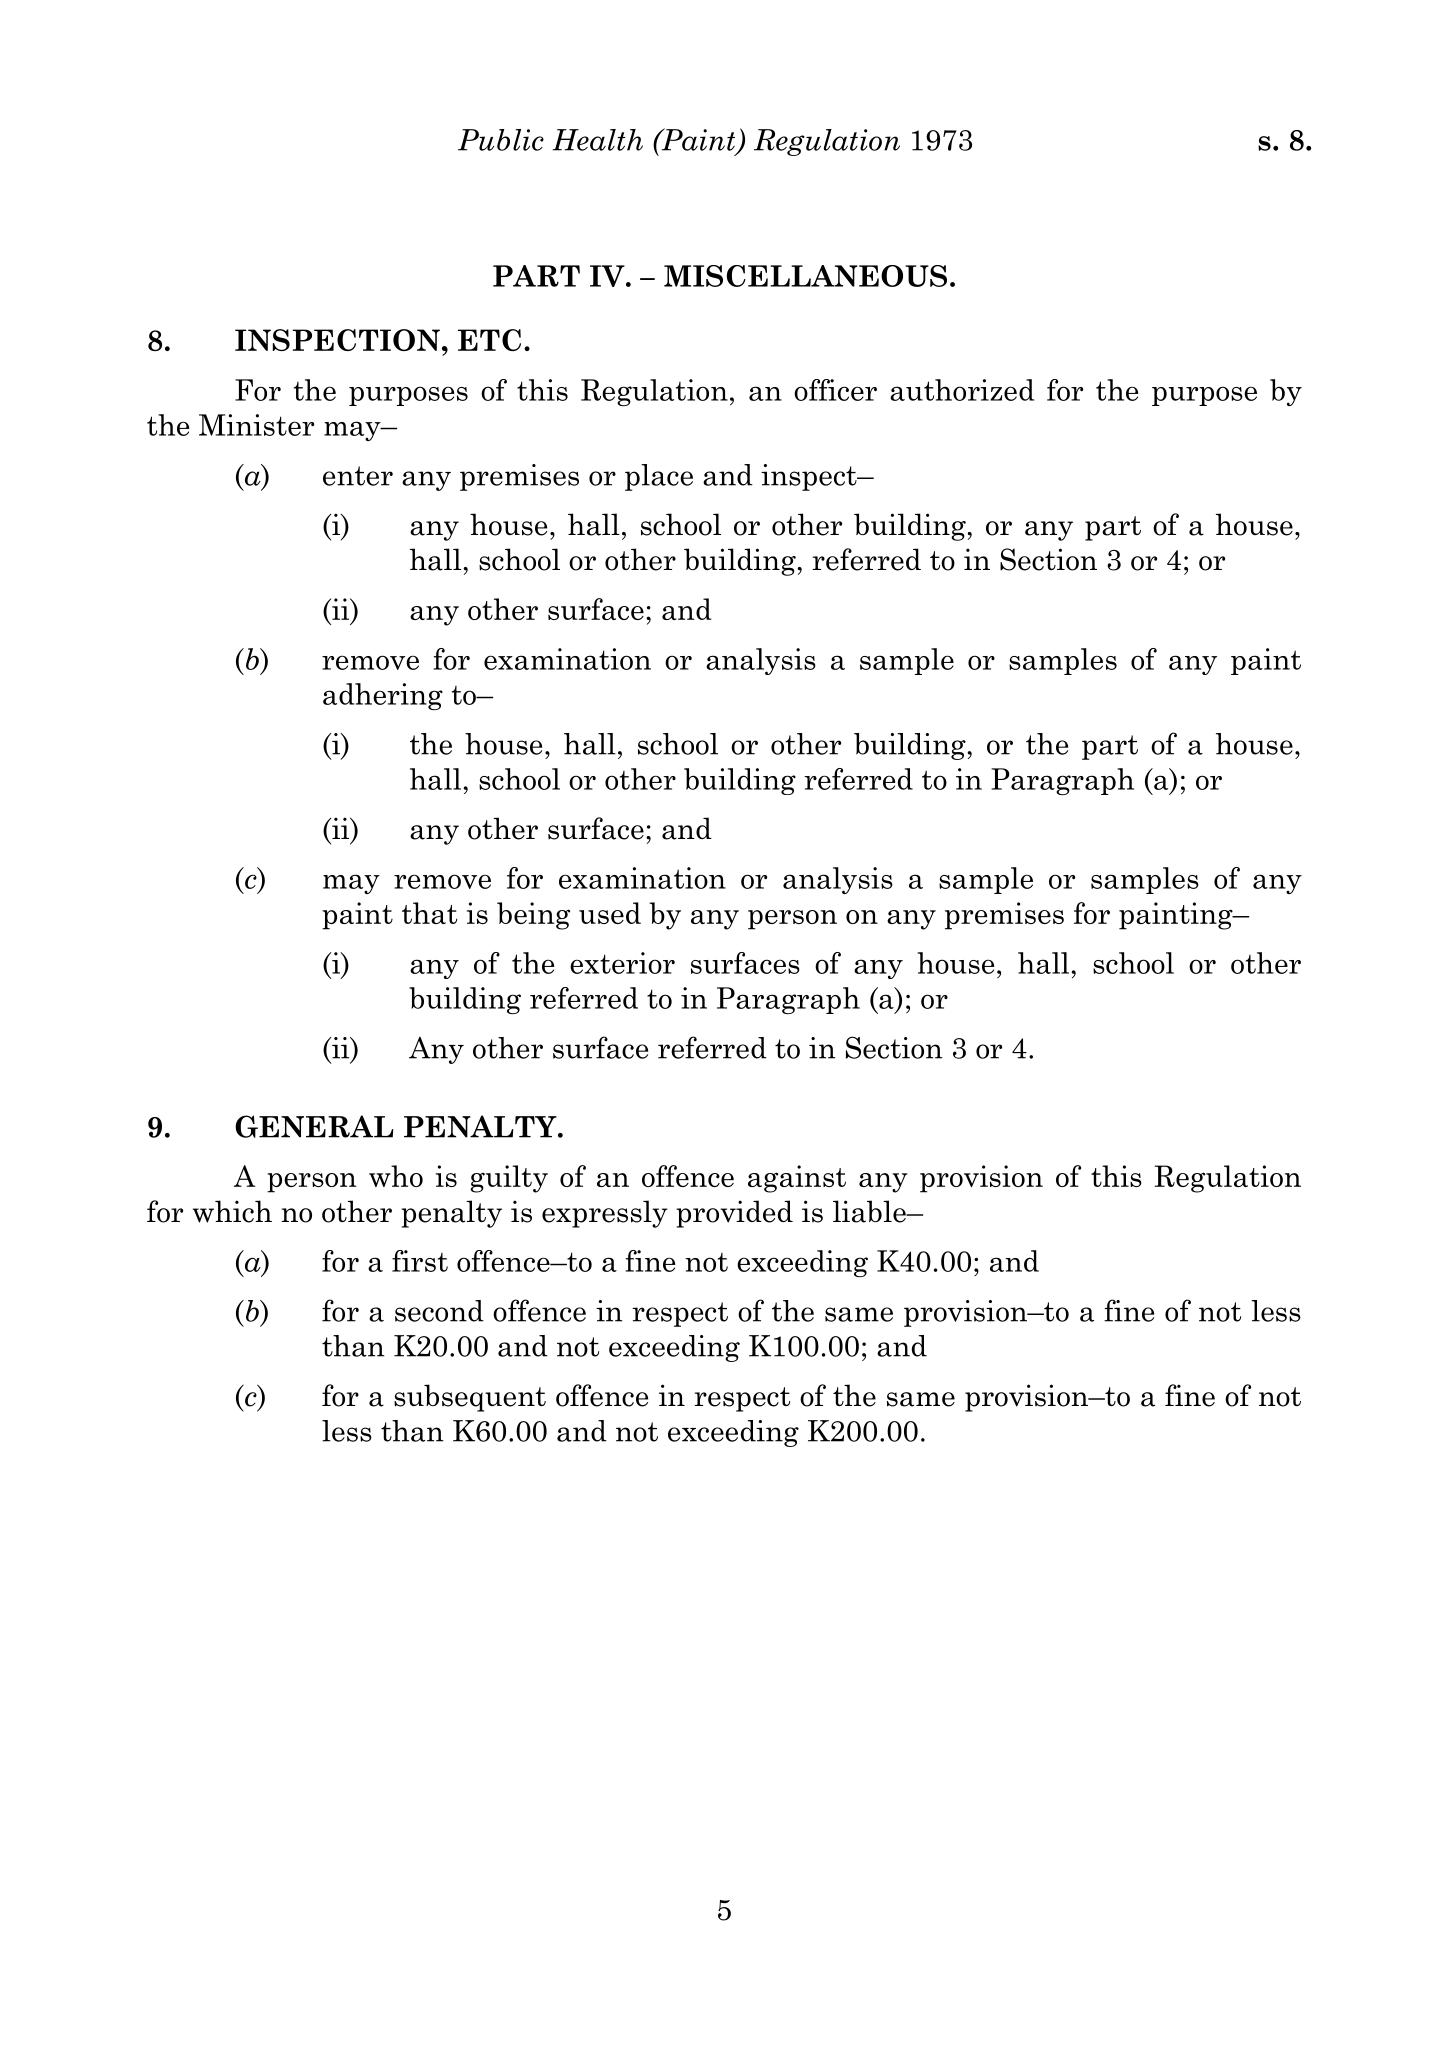 Public Health (Paint) Regulation 1973 s. 8.
PART IV. – MISCELLANEOUS.
8. INSPECTION, ETC.
For the purposes of this Regulation, an officer authorized for the purpose by
the Minister may–
(a) enter any premises or place and inspect–
(i) any house, hall, school or other building, or any part of a house,
hall, school or other building, referred to in Section 3 or 4; or
(ii) any other surface; and
(b) remove for examination or analysis a sample or samples of any paint
adhering to–
(i) the house, hall, school or other building, or the part of a house,
hall, school or other building referred to in Paragraph (a); or
(ii) any other surface; and
(c) may remove for examination or analysis a sample or samples of any
paint that is being used by any person on any premises for painting–
(i) any of the exterior surfaces of any house, hall, school or other
building referred to in Paragraph (a); or
(ii) Any other surface referred to in Section 3 or 4.
9. GENERAL PENALTY.
A person who is guilty of an offence against any provision of this Regulation
for which no other penalty is expressly provided is liable–
(a) for a first offence–to a fine not exceeding K40.00; and
(b) for a second offence in respect of the same provision–to a fine of not less
than K20.00 and not exceeding K100.00; and
(c) for a subsequent offence in respect of the same provision–to a fine of not
less than K60.00 and not exceeding K200.00.
5